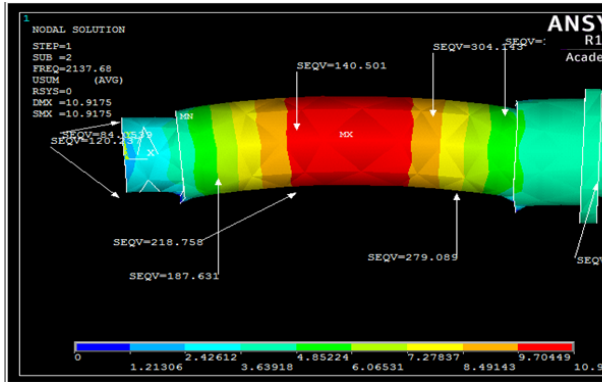 1
NODAL SOLUTION
STEP=1
SUB =2
FREQ=2137.68
USUM (AVG)
RSYS=0
DMX =10.9175
SMX =10.9175
ANSY
R1
Acade
SEQV=140.501
SEQV=304.143
SEQV=
MN
MX
SEQV=84.0539
SEQV=120.237
X
SEQV=218.758
SEQV=187.631
SEQV=279.089
SEQV
0
2.42612
4.85224
7.27837
9.70449
1.21306
3.63918
6.06531
8.49143
10.9